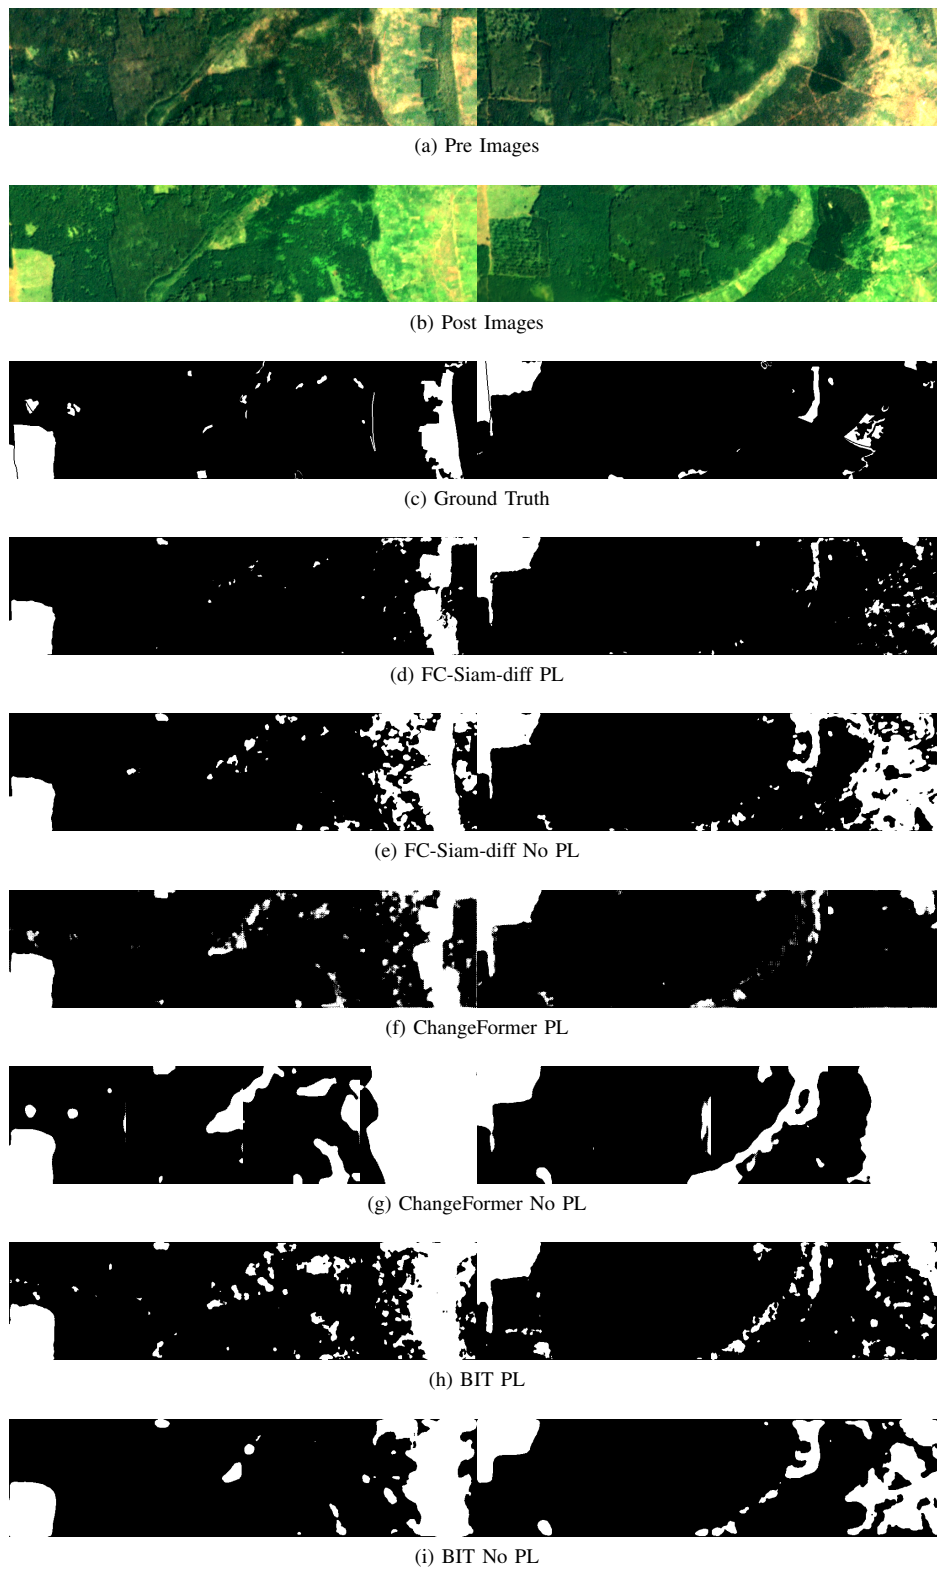 (a) Pre Images
(b) Post Images
(c) Ground Truth
(d) FC-Siam-diff PL
(e) FC-Siam-diff No PL
(f) ChangeFormer PL
(g) ChangeFormer No PL
(h) BIT PL
(i) BIT No PL